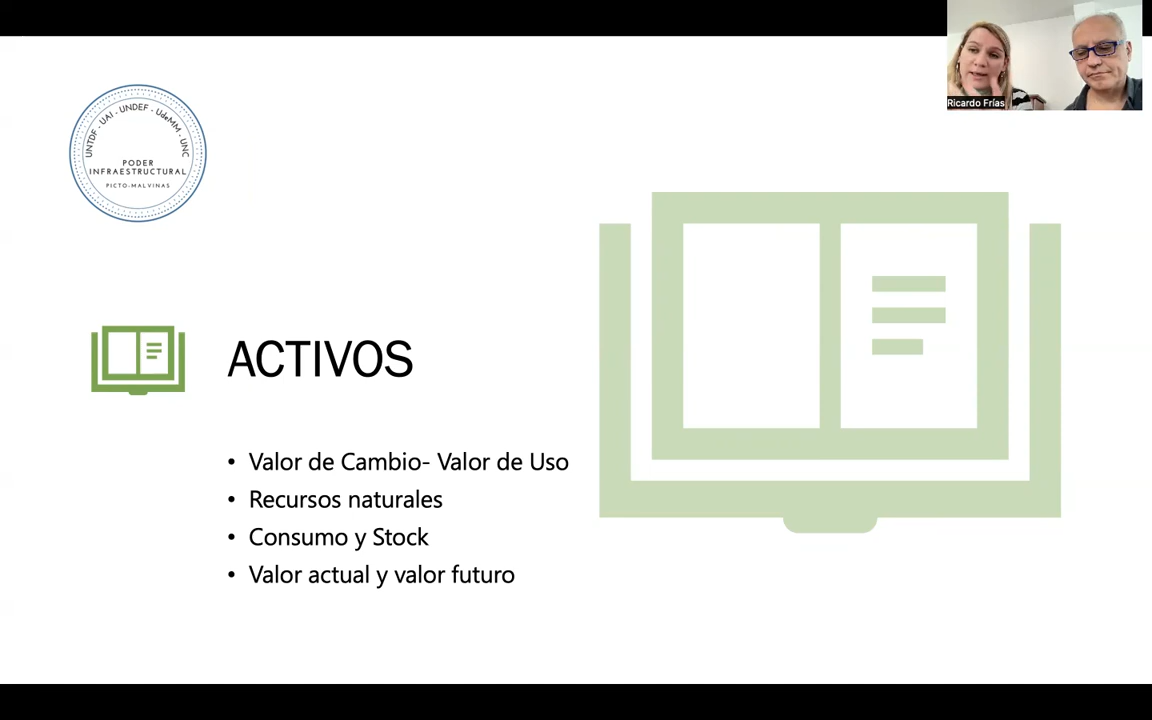 UNTDF . UAI . UNDEF . UdeMM . UNC
PODER
INFRAESTRUCTURAL
PICTO-MALVINAS
Ricardo Frías
ACTIVOS
• Valor de Cambio- Valor de Uso
• Recursos naturales
• Consumo y Stock
• Valor actual y valor futuro